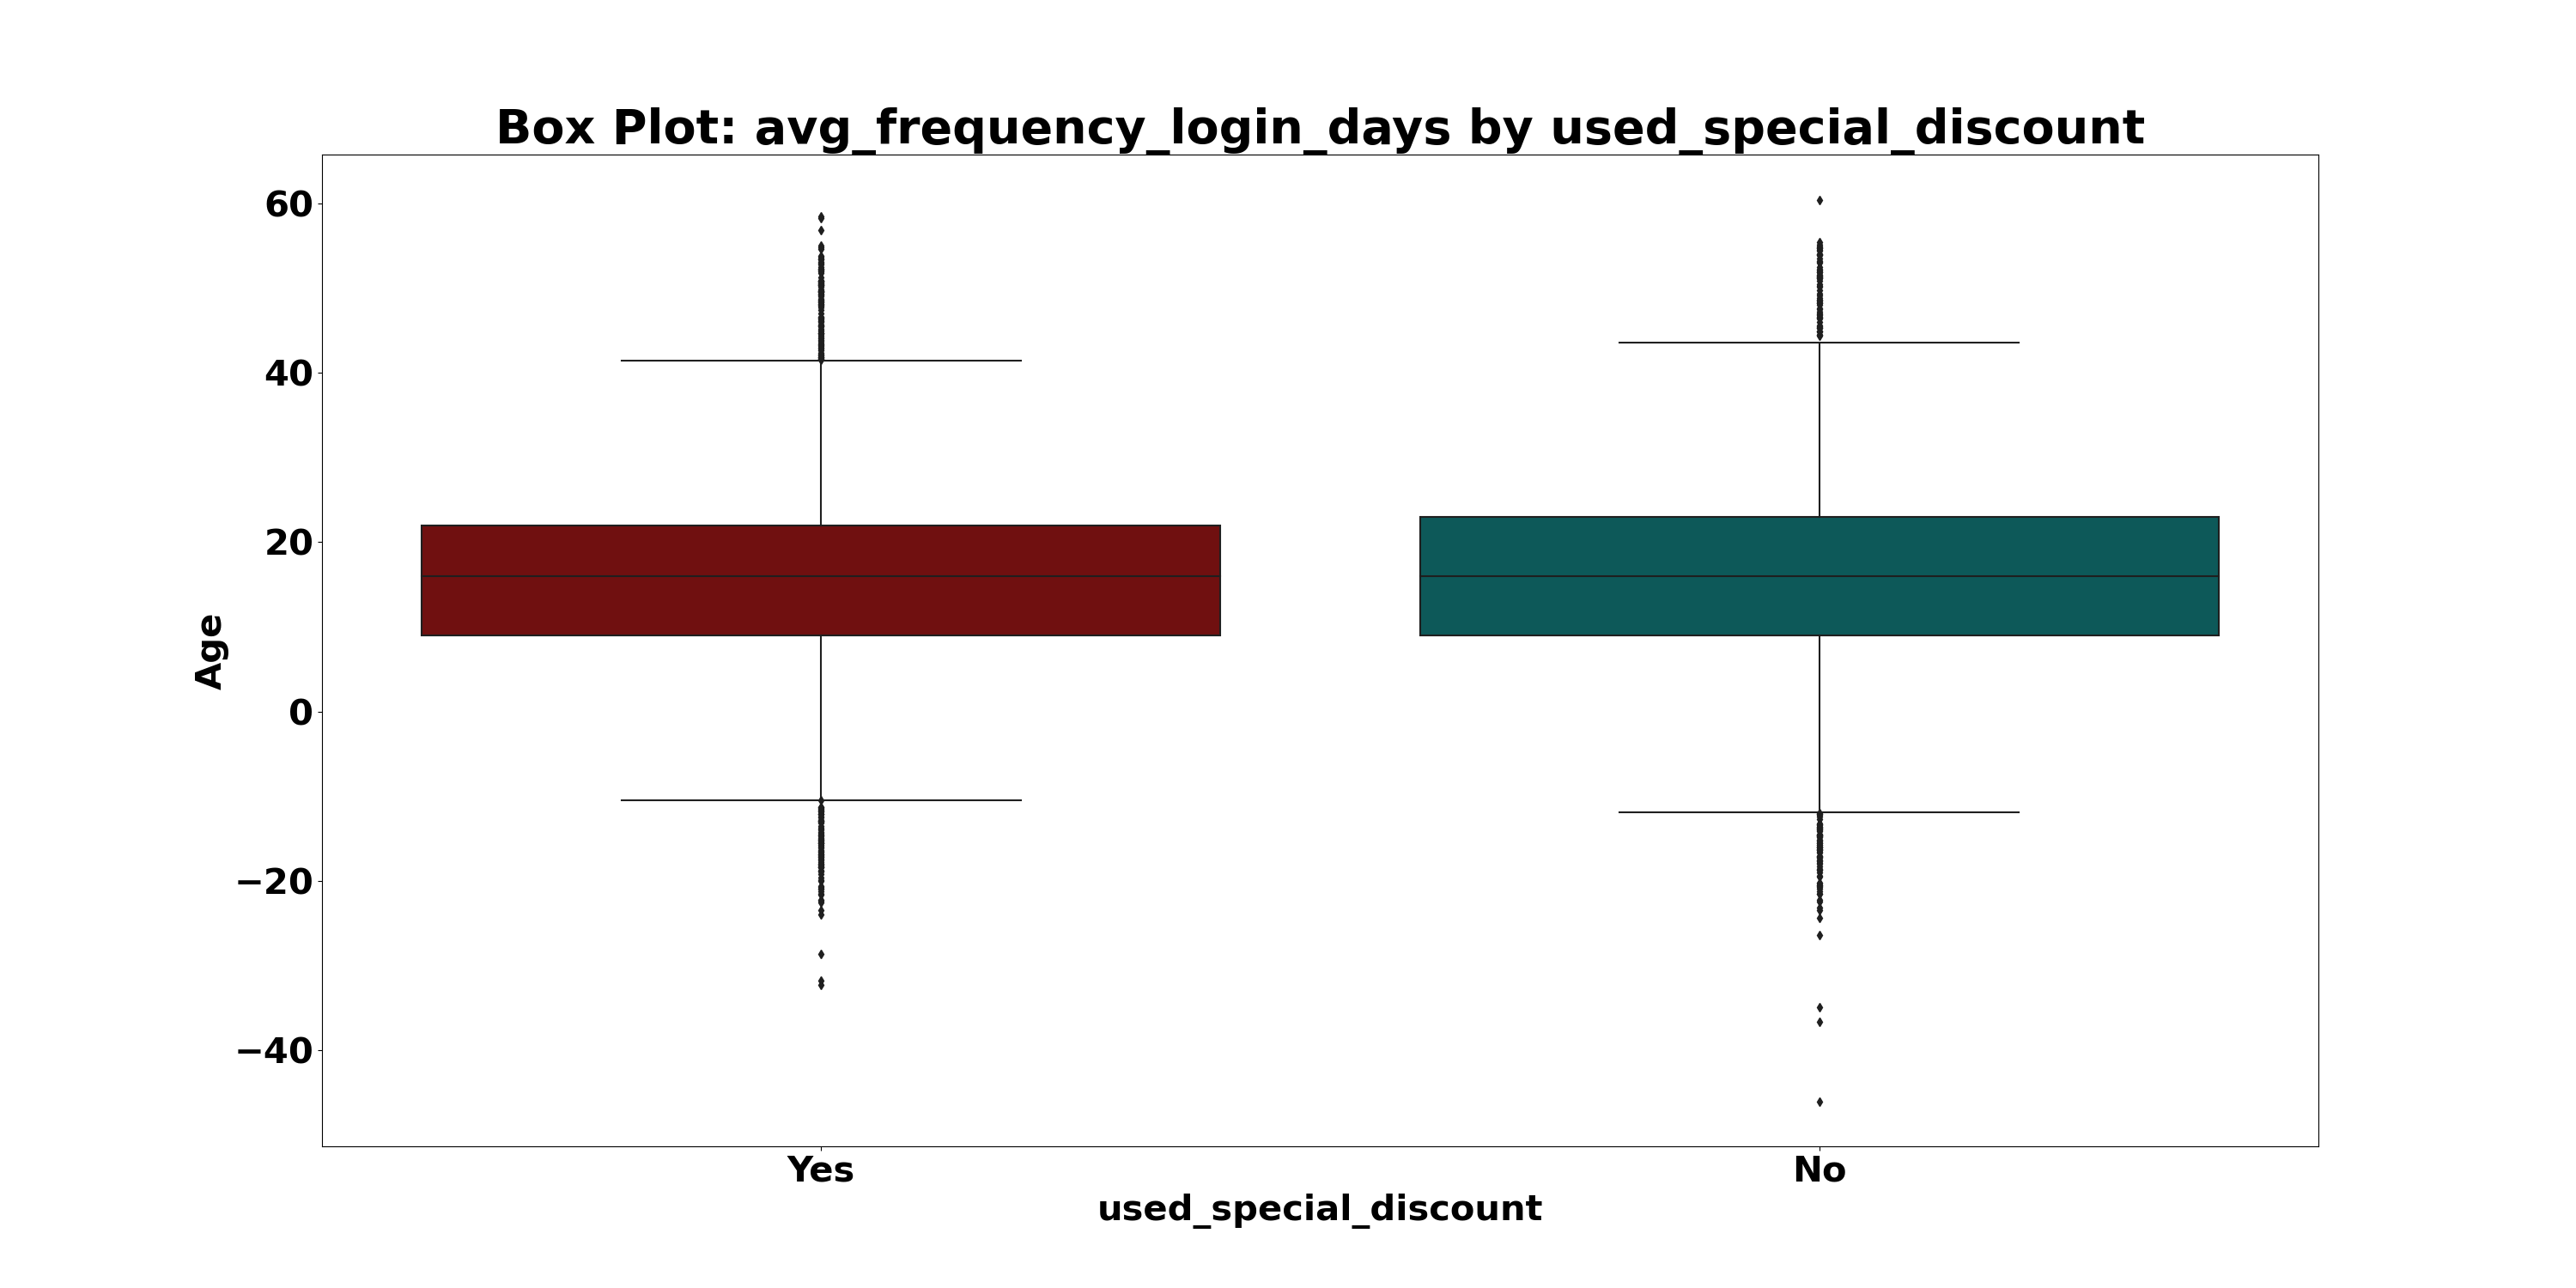 Box Plot: avg_frequency_login_days by used_special_discount
60
40
20
0
−20
−40
Age
Yes
No
used_special_discount